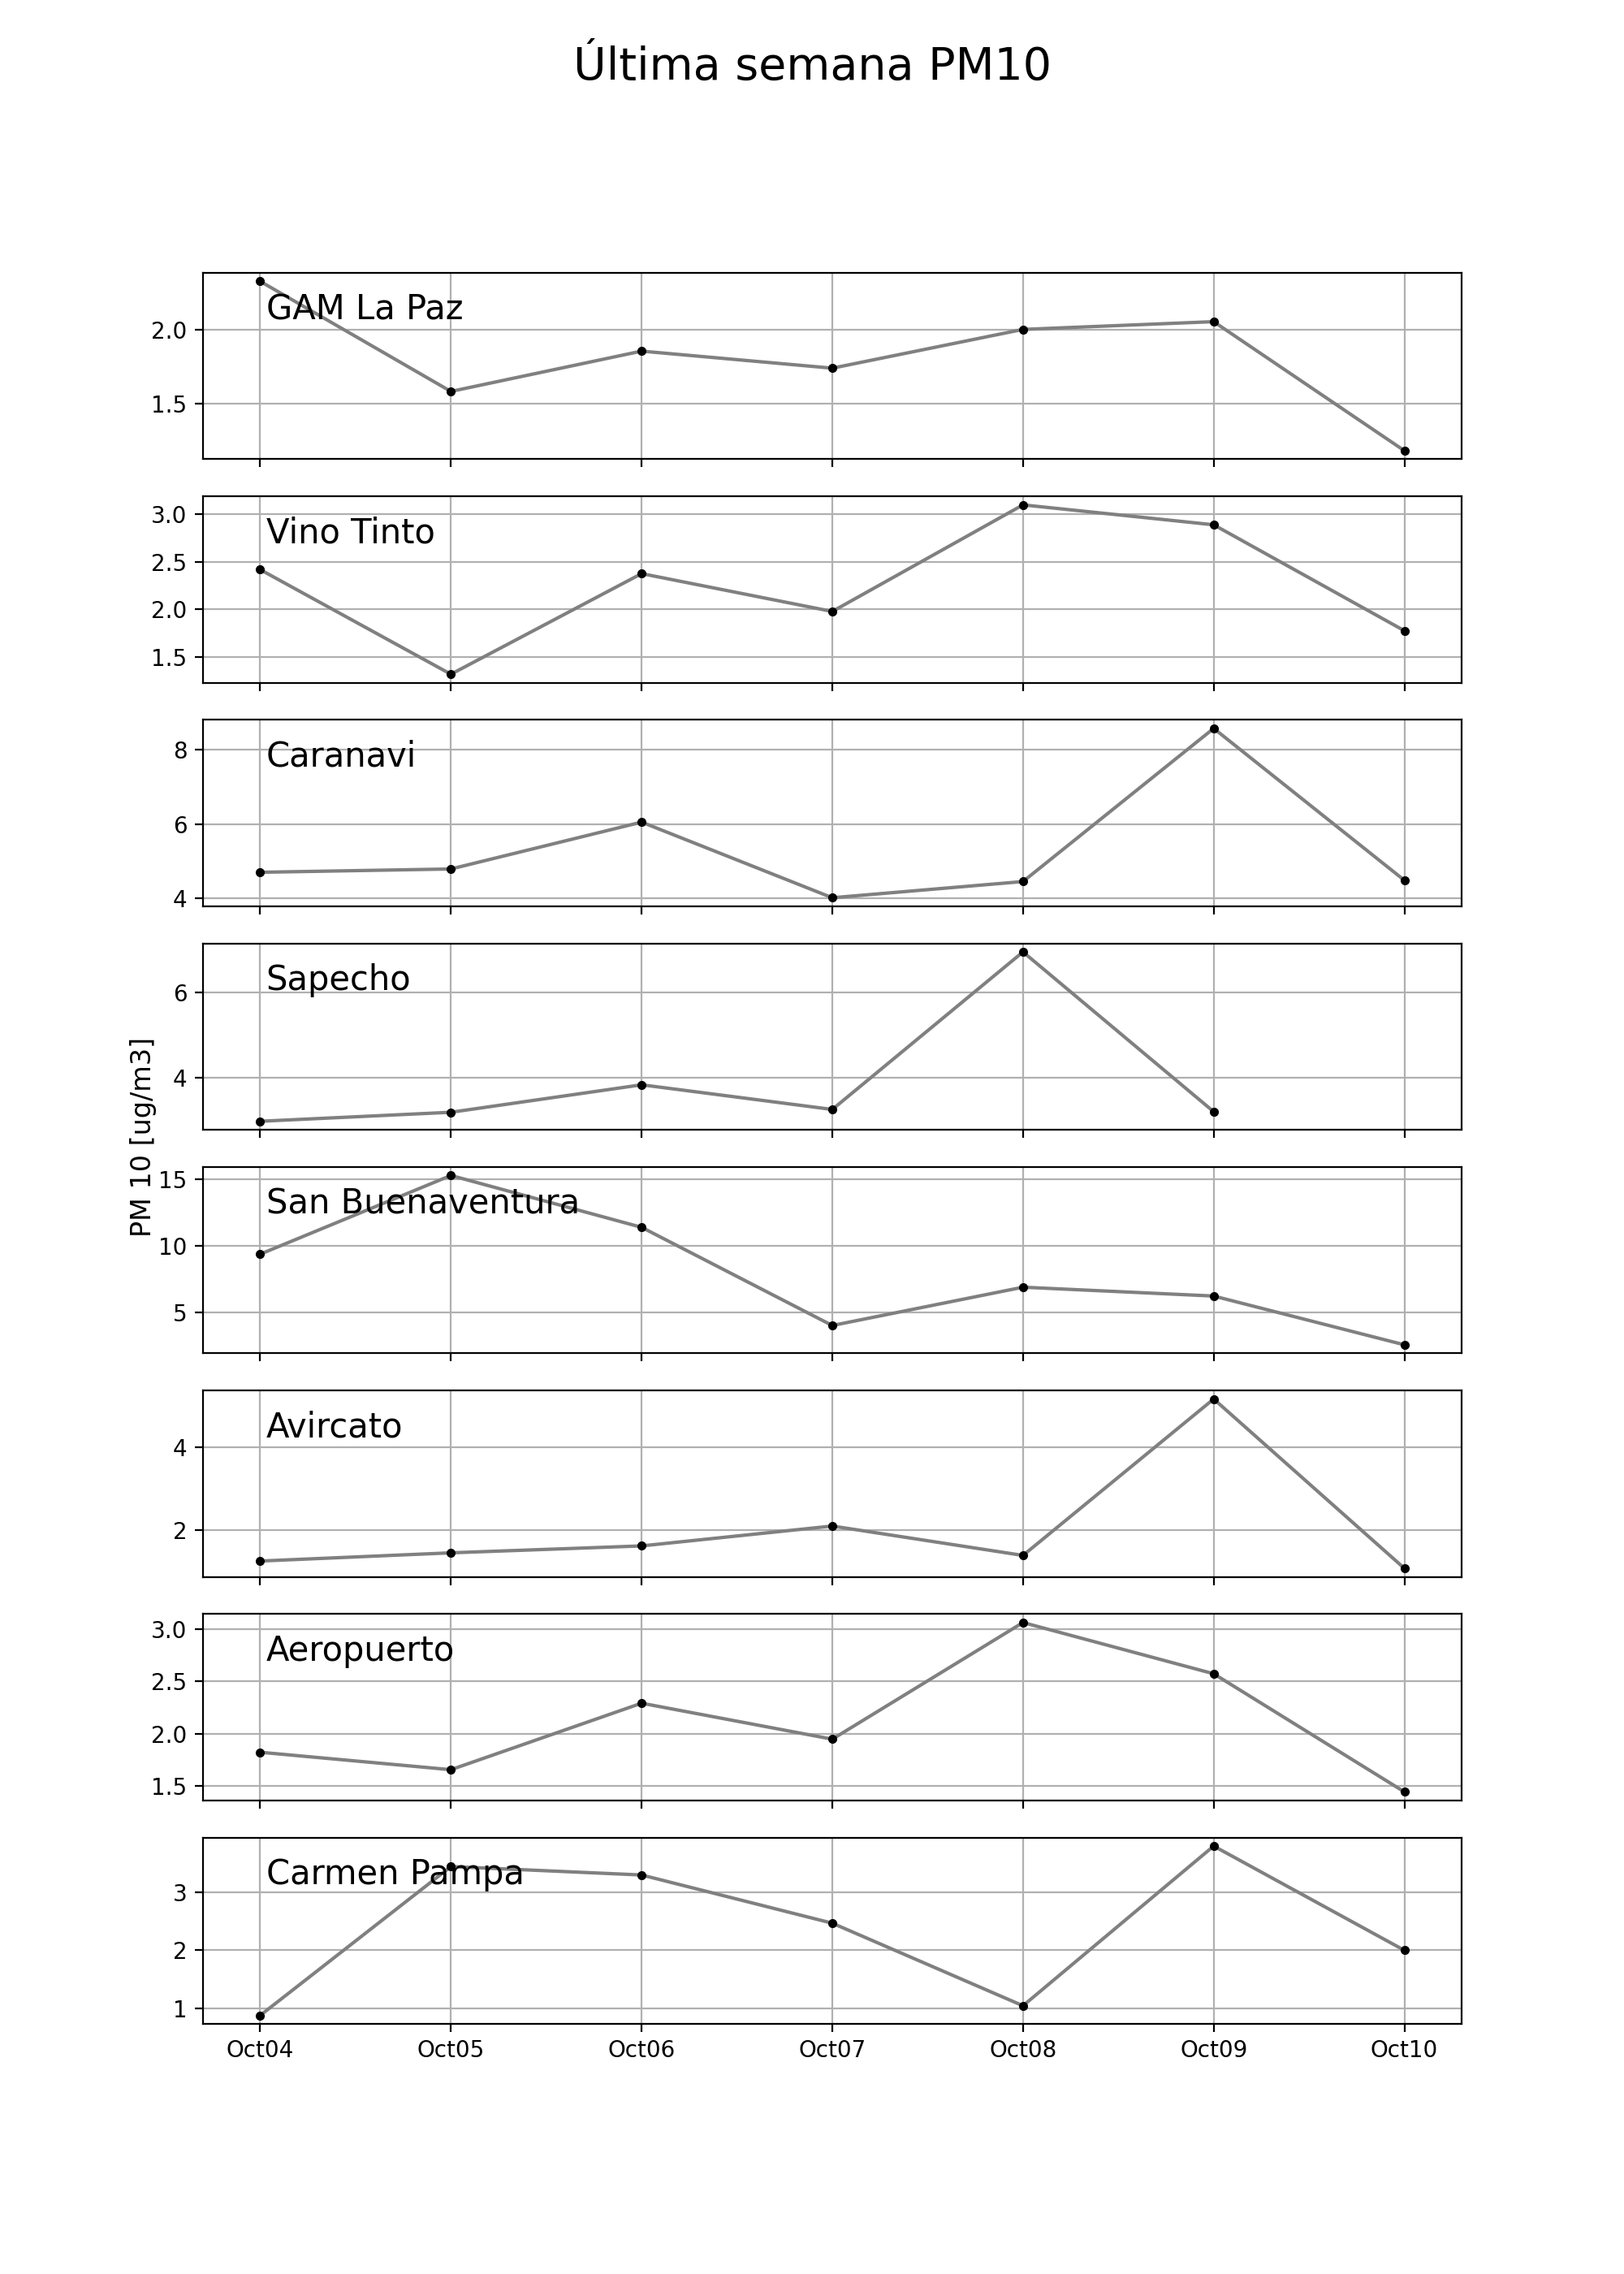 Última semana PM10
GAM La Paz
2.0
1.5
Vino Tinto
3.0
2.5
2.0
1.5
Caranavi
8
6
4
Sapecho
6
4
PM 10 [ug/m3]
San Buenaventura
15
10
5
Avircato
4
2
Aeropuerto
3.0
2.5
2.0
1.5
Carmen Pampa
3
2
1
Oct04 Oct05 Oct06 Oct07 Oct08 Oct09 Oct10